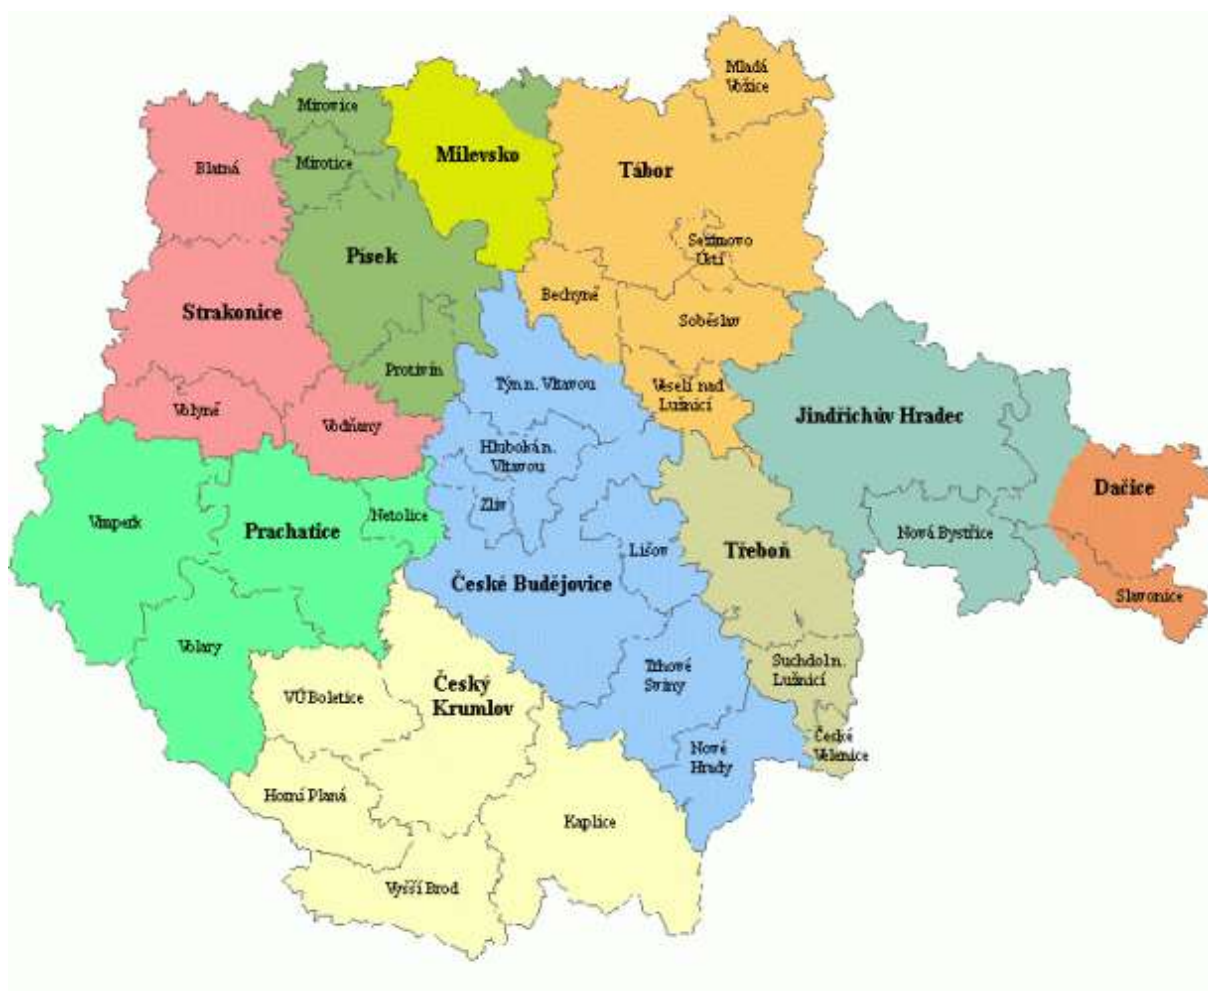 Mladá
Vožice
Mirovice
Milevsko
Mirotice
Blatná
Tábor
Sezimovo
Ústí
Písek
Bechyně
Strakonice
Soběslav
Protivín
Týn n. Vltavou
Veselí nad
Lužnicí
Volyně
Vodňany
Jindřichův Hradec
Hluboká n.
Vltavou
Dačice
Zliv
Netolice
Vimperk
Prachatice
Nová Bystřice
Lišov
Třeboň
České Budějovice
Slavonice
Volary
Trhové
Sviny
Suchdol n.
Lužnicí
Český
Krumlov
VÚ Boletice
České
Velenice
Nové
Hrady
Horní Planá
Kaplice
Vyšší Brod